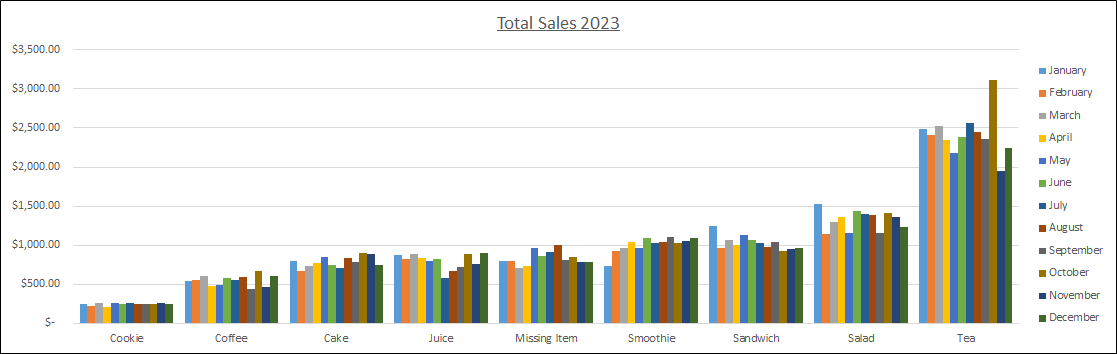 Total Sales 2023
$3,500.00
$3,000.00
$2,500.00
$2,000.00
$1,500.00
$1,000.00
$500.00
$-
Cookie Coffee Cake Juice Missing Item Smoothie Sandwich Salad Tea
January
February
March
April
May
June
July
August
September
October
November
December